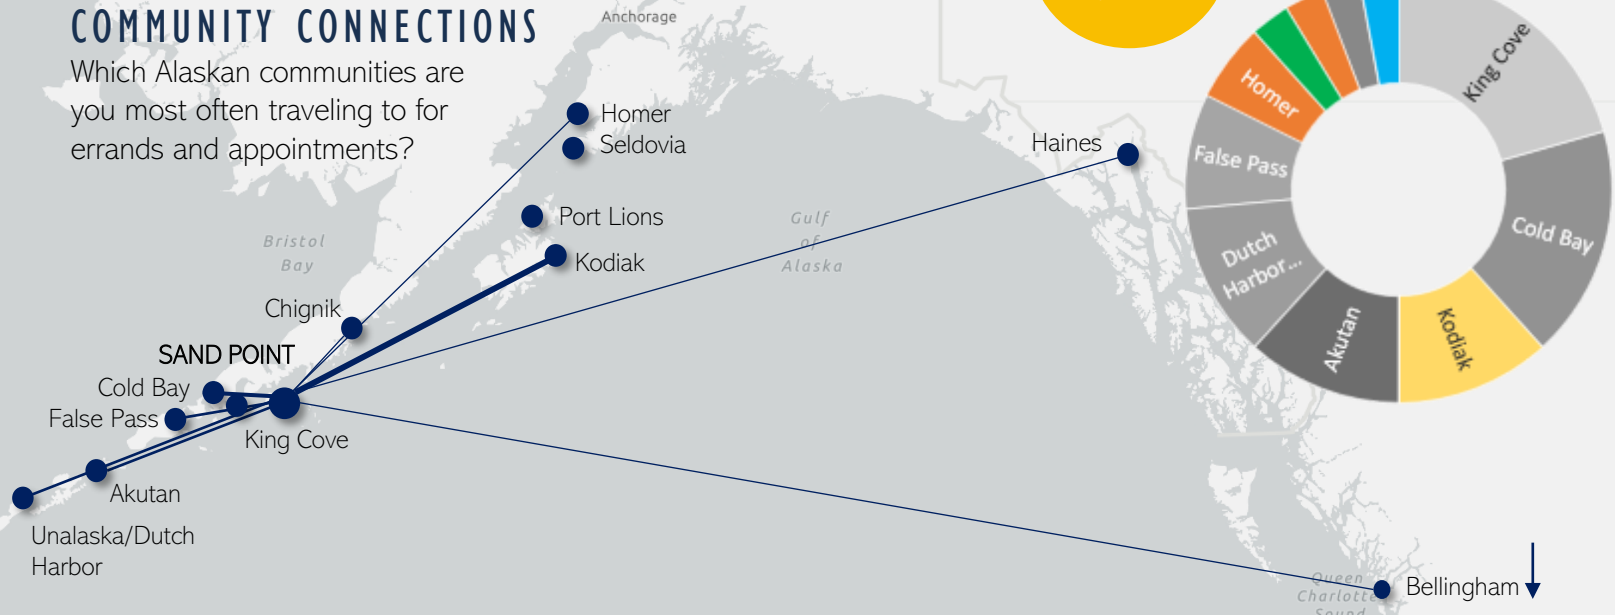 COMMUNITY CONNECTIONS
Which Alaskan communities are
you most often traveling to for
errands and appointments?
Anchorage
Homer
Seldovia
Port Lions
Kodiak
Haines
Gulf
of
Alaska
Bristol
Bay
Chignik
SAND POINT
Cold Bay
False Pass
King Cove
Akutan
Unalaska/Dutch
Harbor
Queen
Charlotte
Sound
Bellingham
King Cove
Cold Bay
Kodiak
Akutan
Dutch
Harbor...
False Pass
Homer